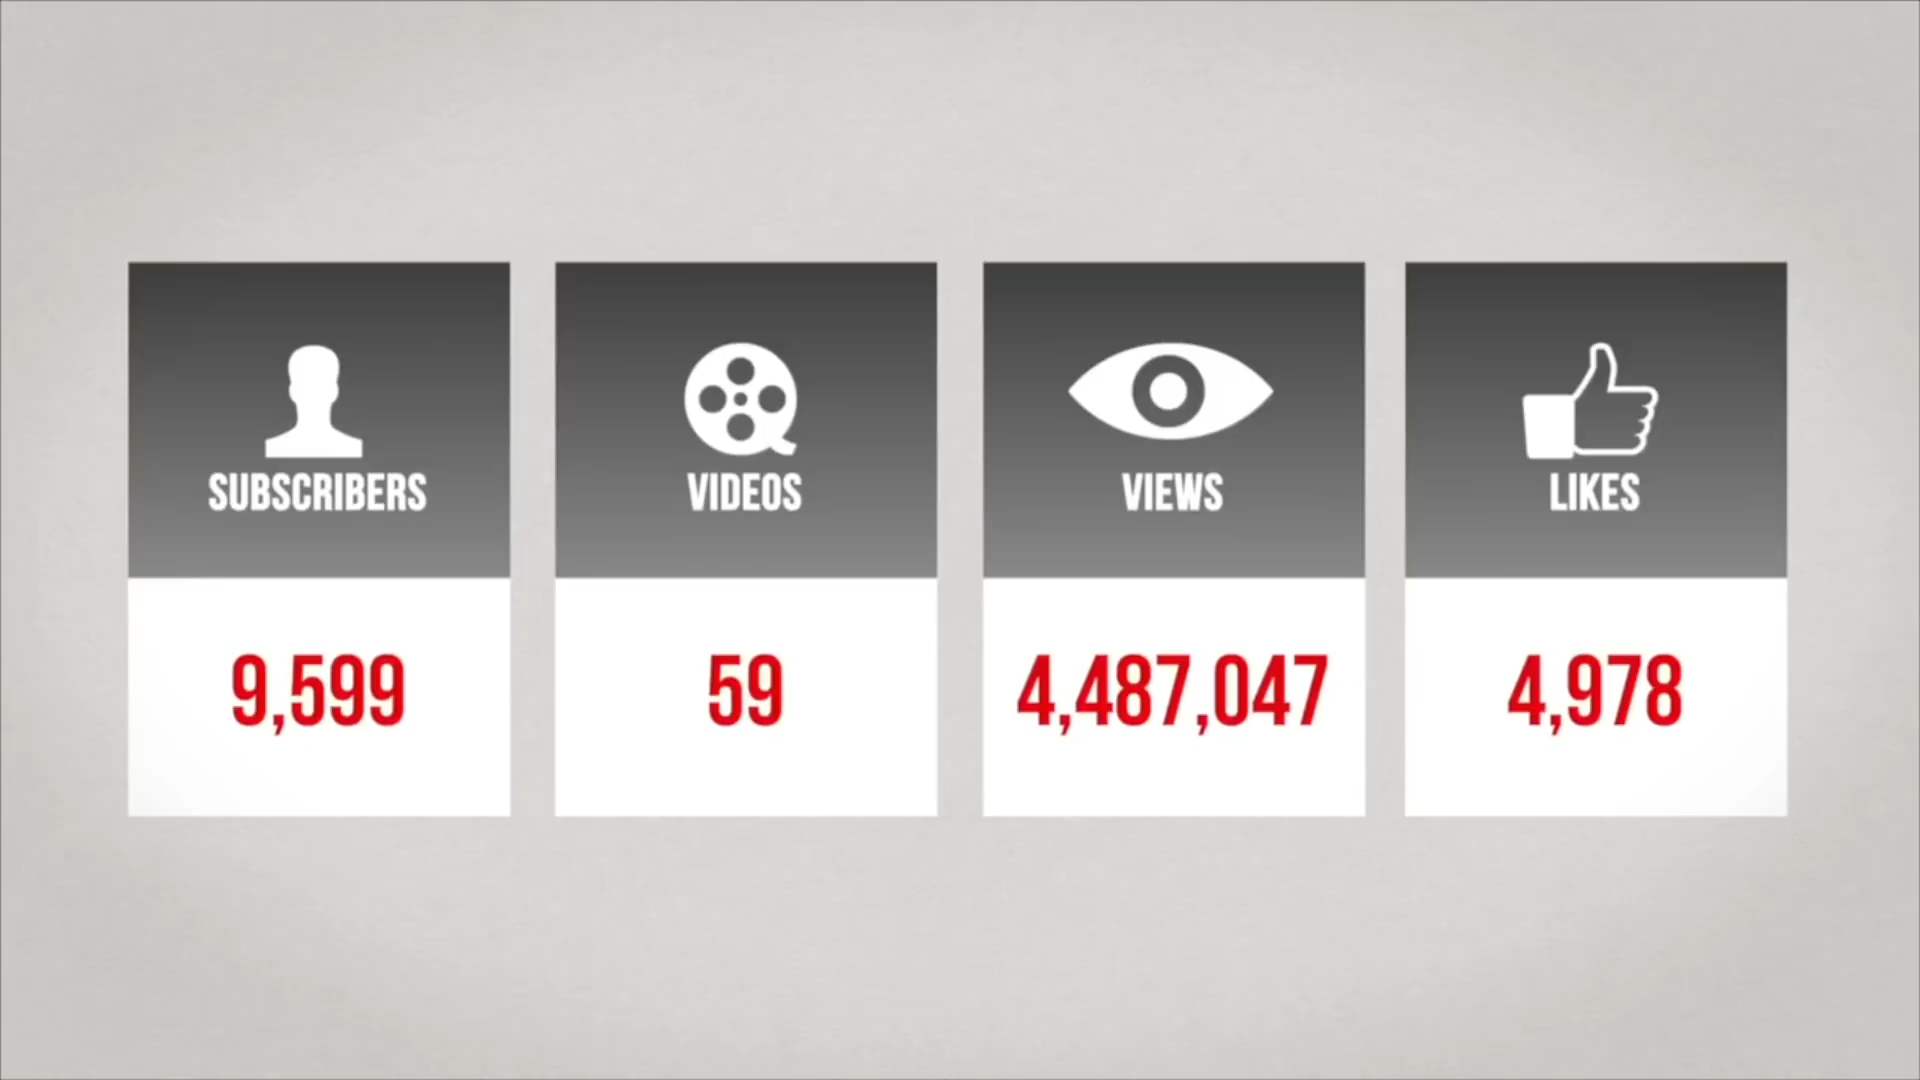 SUBSCRIBERS
9,599
VIDEOS
59
VIEWS
4,487,047
LIKES
4,978